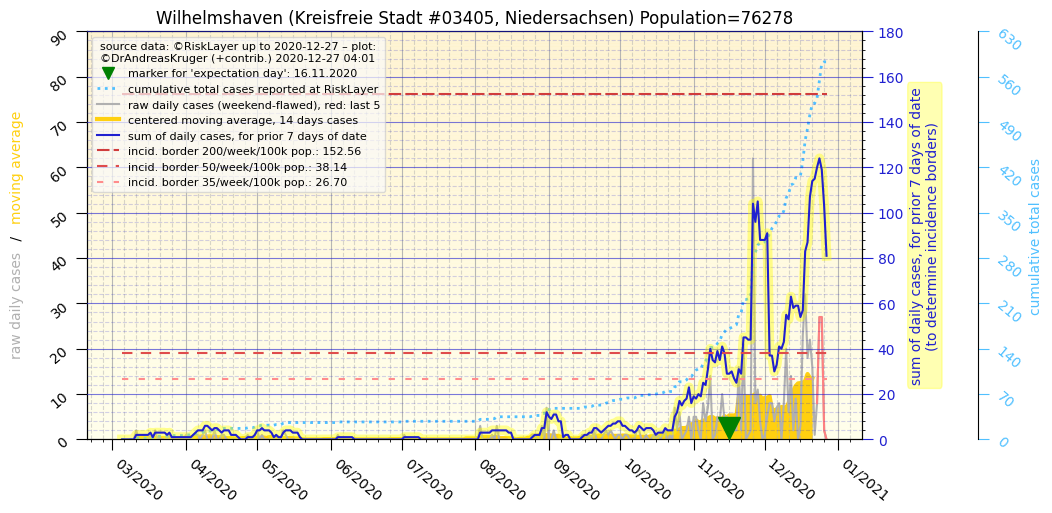 Wilhelmshaven (Kreisfreie Stadt #03405, Niedersachsen) Population=76278
source data: ©RiskLayer up to 2020-12-27 – plot:
©DrAndreasKruger (+contrib.) 2020-12-27 04:01
marker for 'expectation day': 16.11.2020
cumulative total cases reported at RiskLayer
raw daily cases (weekend-flawed), red: last 5
centered moving average, 14 days cases
sum of daily cases, for prior 7 days of date
incid. border 200/week/100k pop.: 152.56
incid. border 50/week/100k pop.: 38.14
incid. border 35/week/100k pop.: 26.70
raw daily cases / moving average
90
80
70
60
50
40
30
20
10
0
180
160
140
120
100
80
60
40
20
0
sum of daily cases, for prior 7 days of date
(to determine incidence borders)
630
560
490
420
350
280
210
140
70
0
cumulative total cases
03/2020
04/2020
05/2020
06/2020
07/2020
08/2020
09/2020
10/2020
11/2020
12/2020
01/2021